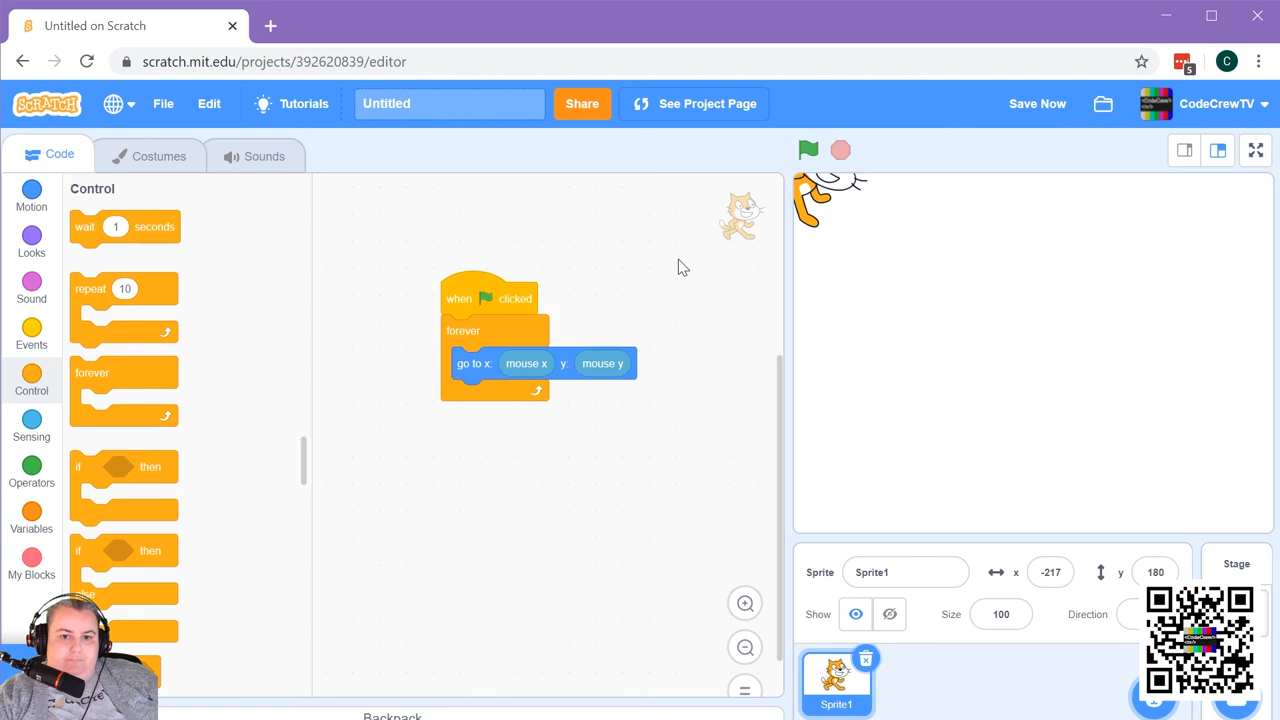 Untitled on Scratch
scratch.mit.edu/projects/392620839/editor
5
C
SCRATCH
File
Edit
Tutorials
Untitled
Share
See Project Page
Save Now
CodeCrewTV
Code
Costumes
Sounds
Motion
Looks
Sound
Events
Control
Sensing
Operators
Variables
My Blocks
Control
wait 1 seconds
repeat 10
forever
if then
if then
else
when clicked
forever
go to x: mouse x y: mouse y
Backpack
Sprite Sprite1 x -217 y 180
Show Size 100 Direction
Sprite1
Stage